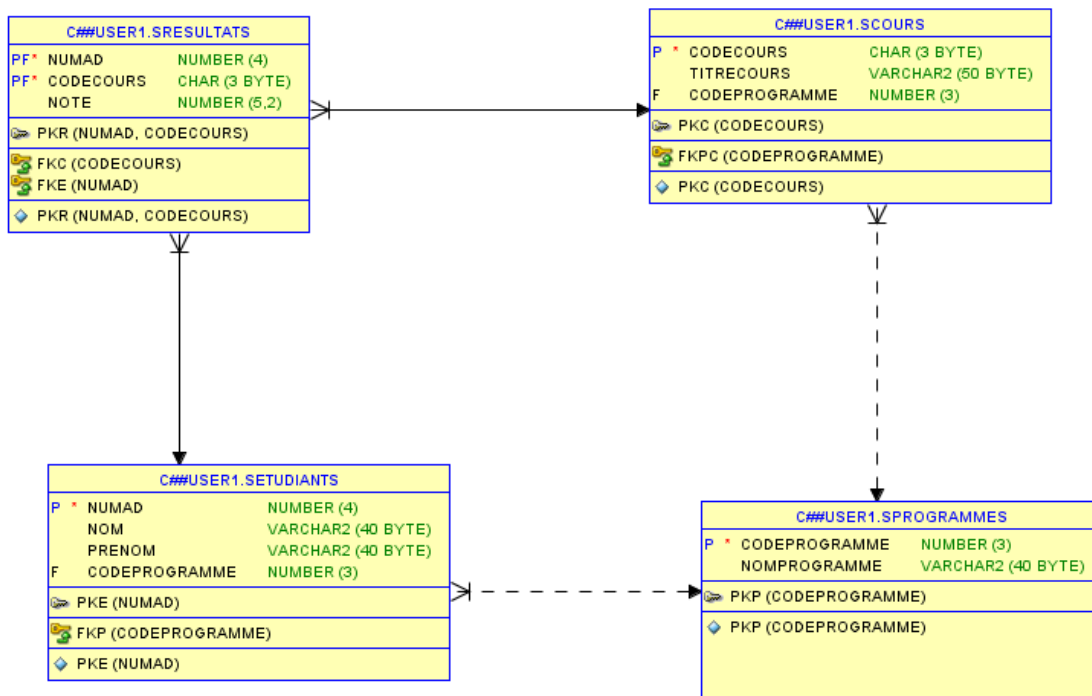 C##USER1.SRESULTATS
PF* NUMAD NUMBER (4)
PF* CODECOURS CHAR (3 BYTE)
NOTE NUMBER (5,2)
PKR (NUMAD, CODECOURS)
FKC (CODECOURS)
FKE (NUMAD)
PKR (NUMAD, CODECOURS)
C##USER1.SCOURS
P * CODECOURS CHAR (3 BYTE)
TITRECOURS VARCHAR2 (50 BYTE)
F CODEPROGRAMME NUMBER (3)
PKC (CODECOURS)
FKPC (CODEPROGRAMME)
PKC (CODECOURS)
C##USER1.SETUDIANTS
P * NUMAD NUMBER (4)
NOM VARCHAR2 (40 BYTE)
PRENOM VARCHAR2 (40 BYTE)
F CODEPROGRAMME NUMBER (3)
PKE (NUMAD)
FKP (CODEPROGRAMME)
PKE (NUMAD)
C##USER1.SPROGRAMMES
P * CODEPROGRAMME NUMBER (3)
NOMPROGRAMME VARCHAR2 (40 BYTE)
PKP (CODEPROGRAMME)
PKP (CODEPROGRAMME)